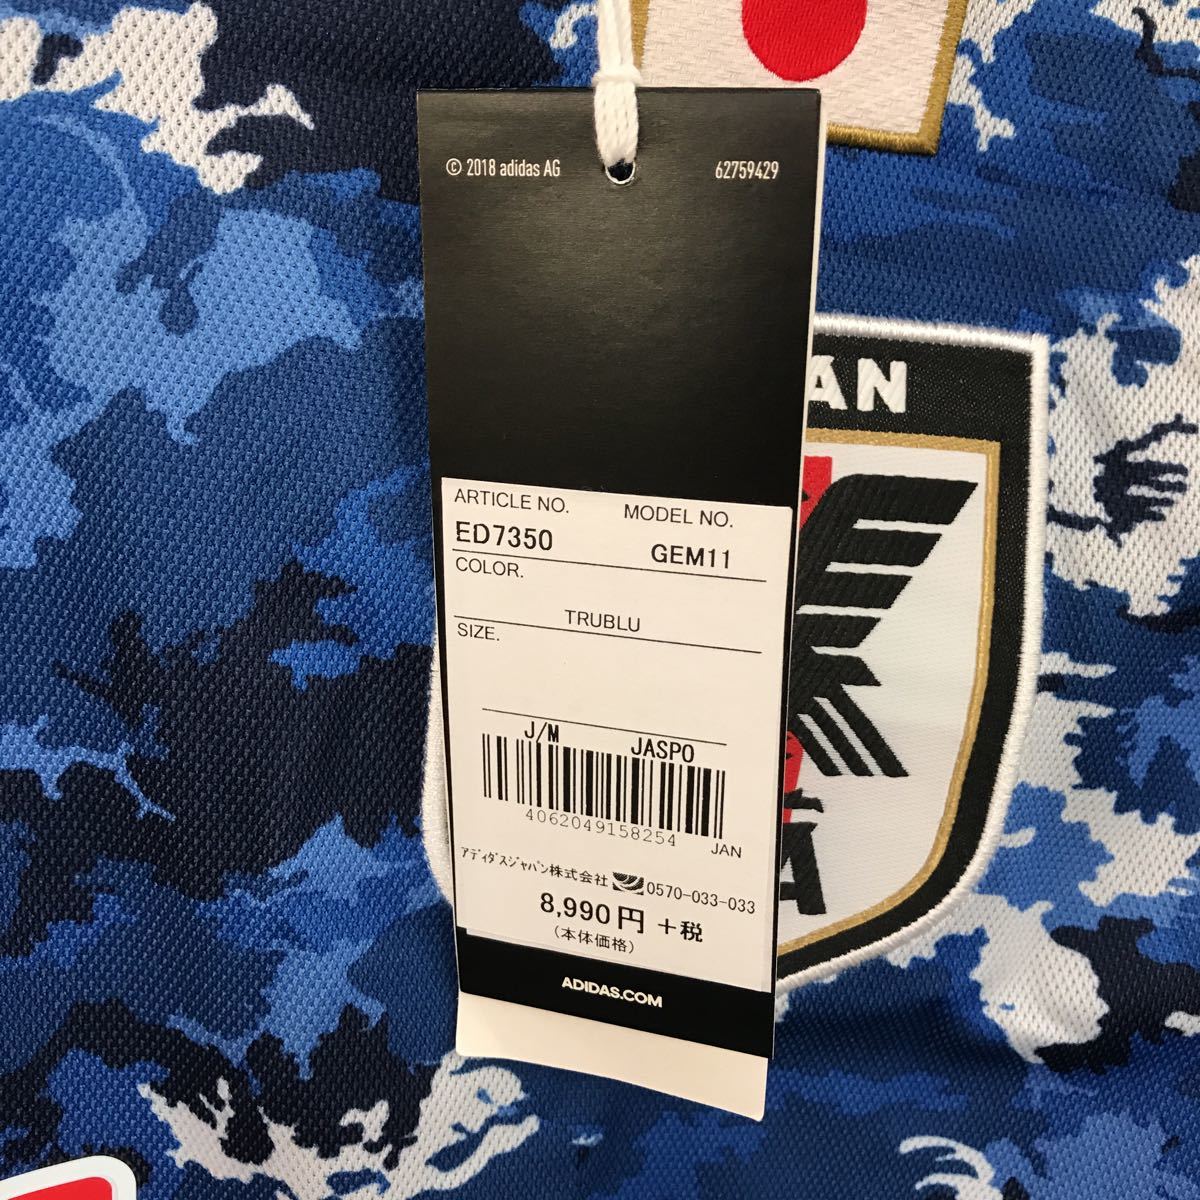 © 2018 adidas AG 62759429
AN
ARTICLE NO. MODEL NO.
ED7350 GEM11
COLOR.
TRUBLU
SIZE.
J/M JASPO
4062049158254 JAN
アディダスジャパン株式会社 0570-033-033
8,990円 +税
(本体価格)
ADIDAS.COM
A